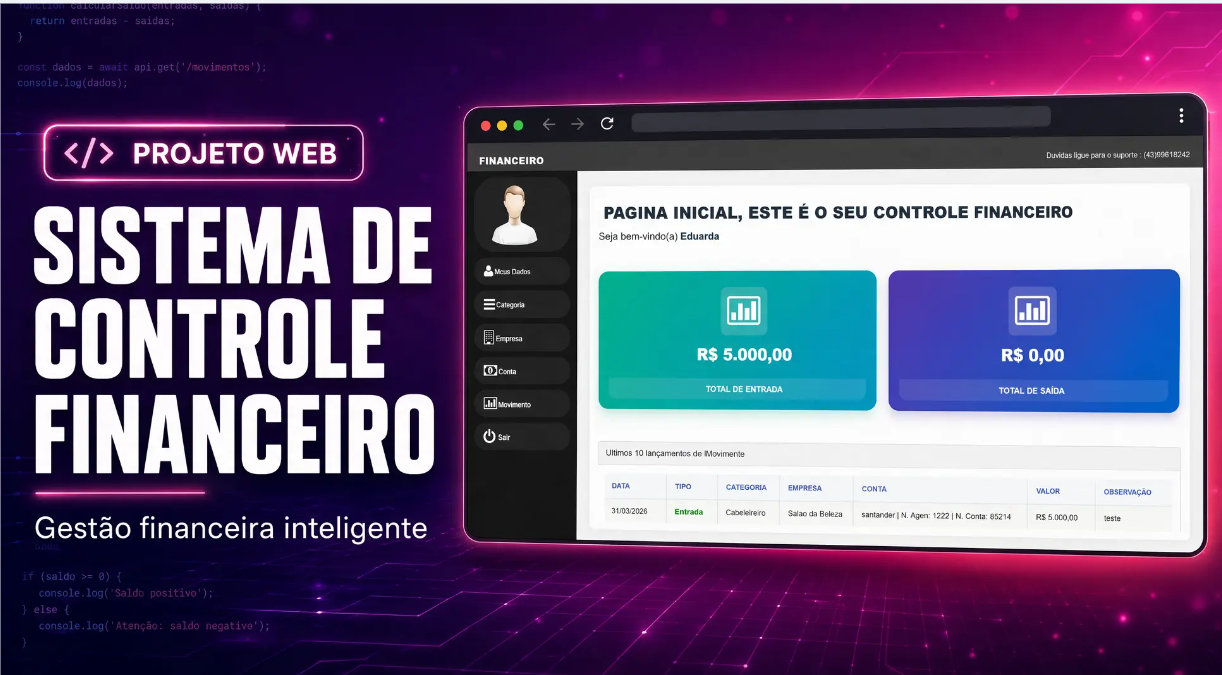 function calcularSaldo(entradas, saidas) {
return entradas - saidas;
}
const dados = await api.get('/movimentos');
console.log(dados);
</> PROJETO WEB
SISTEMA DE
CONTROLE
FINANCEIRO
Gestão financeira inteligente
if (saldo >= 0) {
console.log('Saldo positivo');
} else {
console.log('Atenção: saldo negativo');
}
FINANCEIRO
Duvidas ligue para o suporte : (43)99618242
Mcus Dados
Categoria
Empresa
Conta
Movimento
Sair
PAGINA INICIAL, ESTE É O SEU CONTROLE FINANCEIRO
Seja bem-vindo(a) Eduarda
R$ 5.000,00
TOTAL DE ENTRADA
R$ 0,00
TOTAL DE SAÍDA
Ultimos 10 lançamentos de IMovimente
DATA TIPO CATEGORIA EMPRESA CONTA VALOR OBSERVAÇÃO
31/03/2026 Entrada Cabeleireiro Salao da Beleza santander | N. Agen: 1222 | N. Conta: 85214 R$ 5.000,00 teste